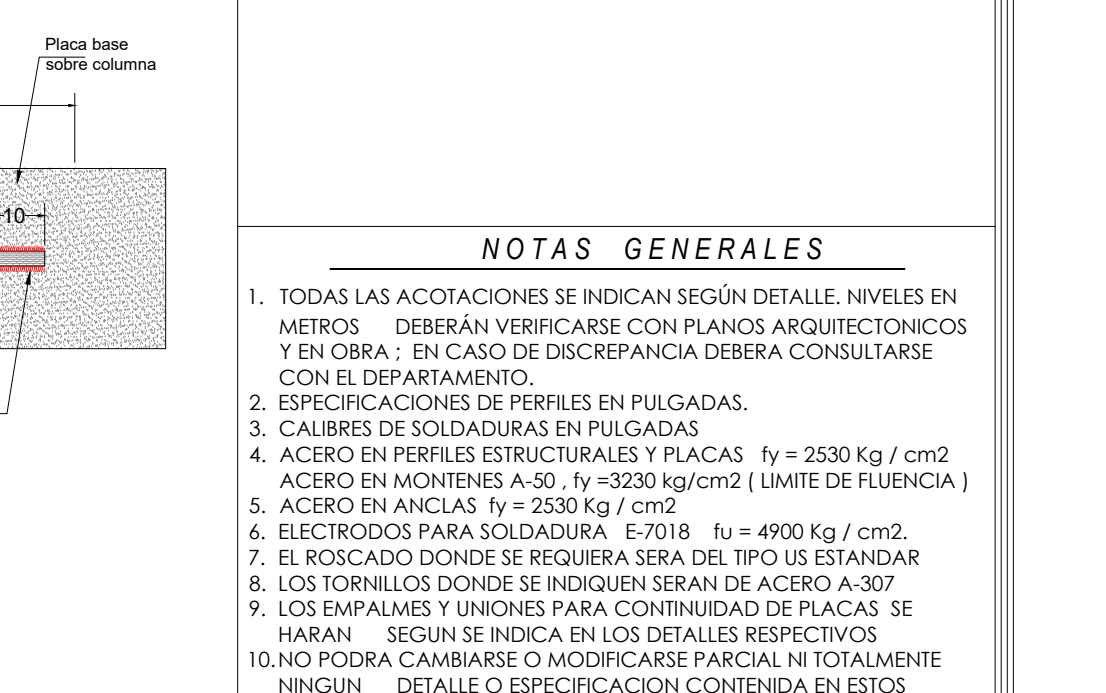 Placa base
sobre columna
10
NOTAS GENERALES
1. TODAS LAS ACOTACIONES SE INDICAN SEGÚN DETALLE. NIVELES EN
METROS DEBERÁN VERIFICARSE CON PLANOS ARQUITECTONICOS
Y EN OBRA ; EN CASO DE DISCREPANCIA DEBERA CONSULTARSE
CON EL DEPARTAMENTO.
2. ESPECIFICACIONES DE PERFILES EN PULGADAS.
3. CALIBRES DE SOLDADURAS EN PULGADAS
4. ACERO EN PERFILES ESTRUCTURALES Y PLACAS fy = 2530 Kg / cm2
ACERO EN MONTENES A-50 , fy =3230 kg/cm2 ( LIMITE DE FLUENCIA )
5. ACERO EN ANCLAS fy = 2530 Kg / cm2
6. ELECTRODOS PARA SOLDADURA E-7018 fu = 4900 Kg / cm2.
7. EL ROSCADO DONDE SE REQUIERA SERA DEL TIPO US ESTANDAR
8. LOS TORNILLOS DONDE SE INDIQUEN SERAN DE ACERO A-307
9. LOS EMPALMES Y UNIONES PARA CONTINUIDAD DE PLACAS SE
HARAN SEGUN SE INDICA EN LOS DETALLES RESPECTIVOS
10. NO PODRA CAMBIARSE O MODIFICARSE PARCIAL NI TOTALMENTE
NINGUN DETALLE O ESPECIFICACION CONTENIDA EN ESTOS